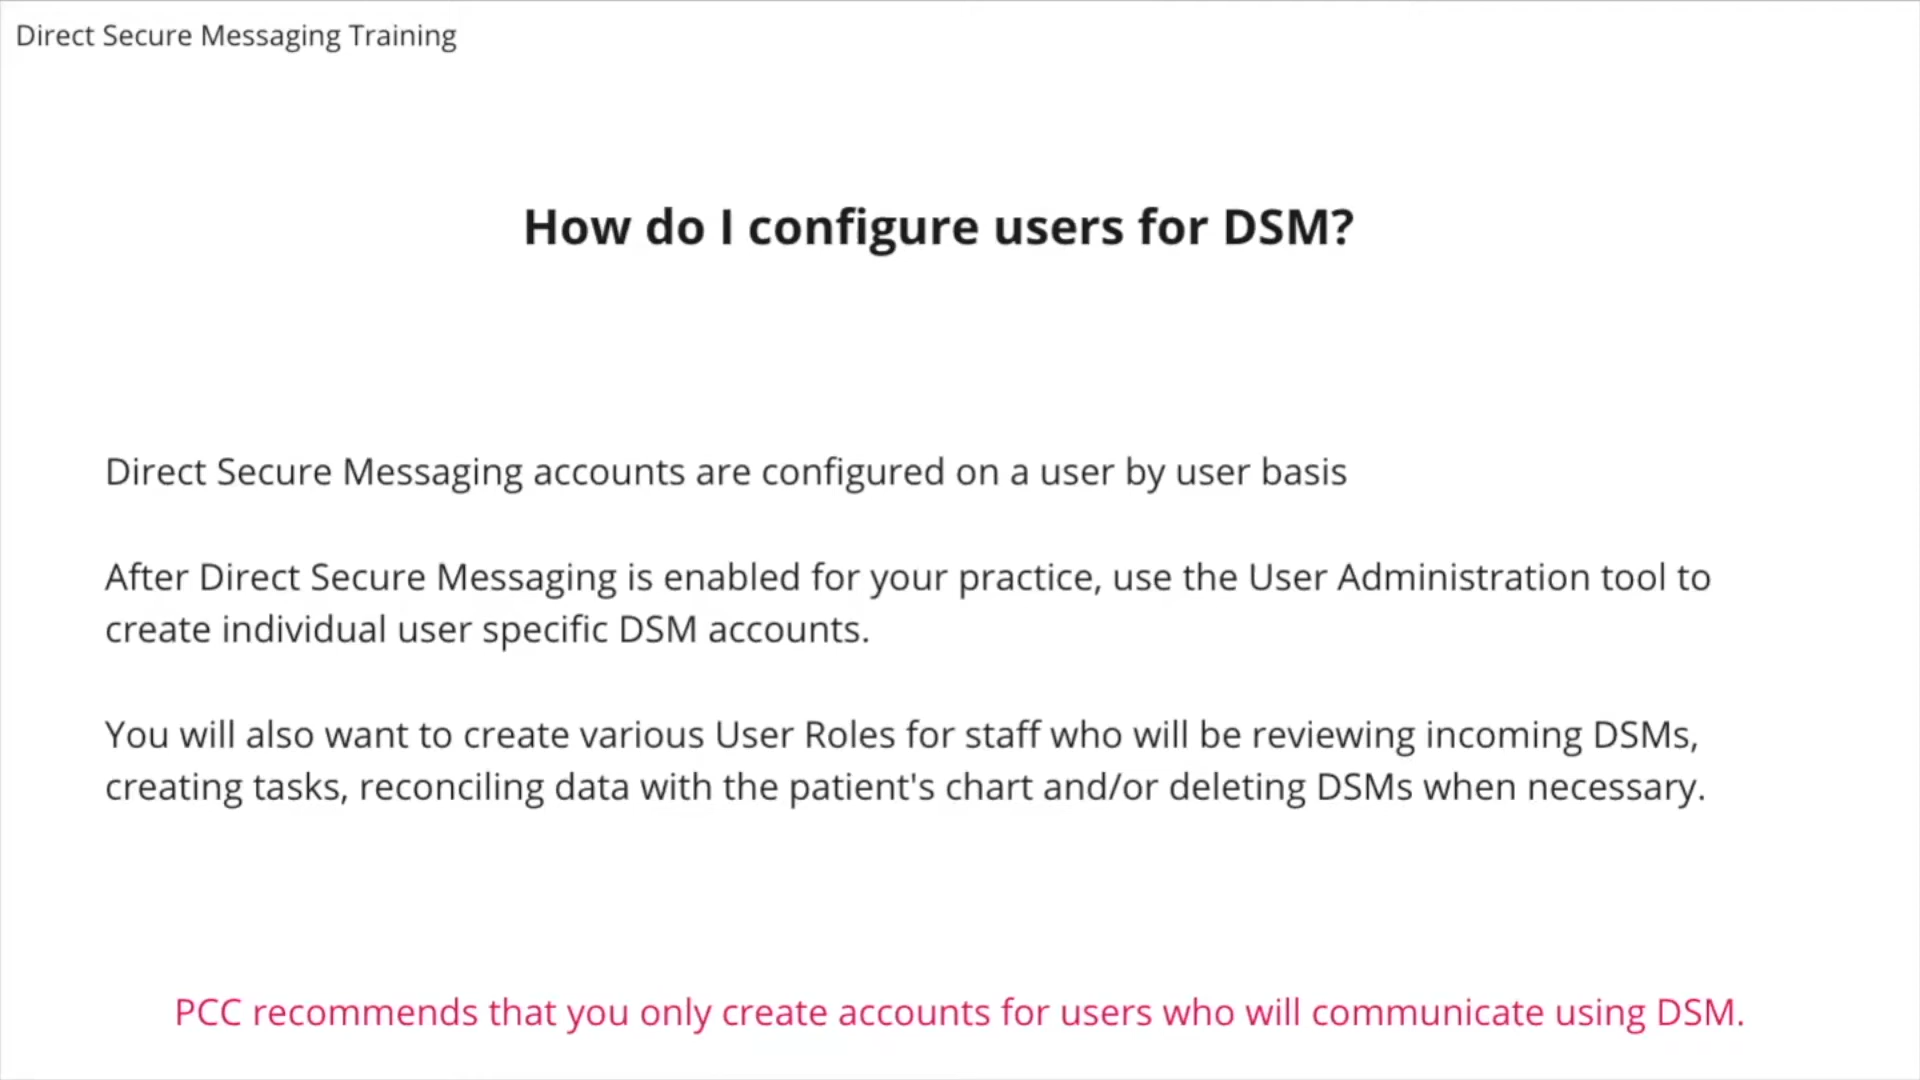 Direct Secure Messaging Training
How do I configure users for DSM?
Direct Secure Messaging accounts are configured on a user by user basis
After Direct Secure Messaging is enabled for your practice, use the User Administration tool to
create individual user specific DSM accounts.
You will also want to create various User Roles for staff who will be reviewing incoming DSMs,
creating tasks, reconciling data with the patient's chart and/or deleting DSMs when necessary.
PCC recommends that you only create accounts for users who will communicate using DSM.